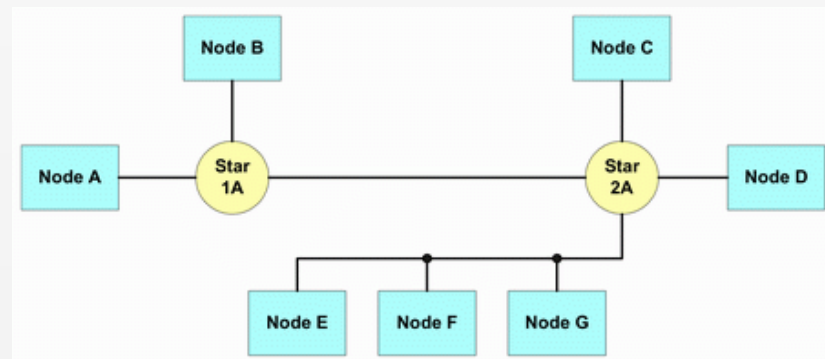 Node B
Node C
Node A
Star
1A
Star
2A
Node D
Node E
Node F
Node G